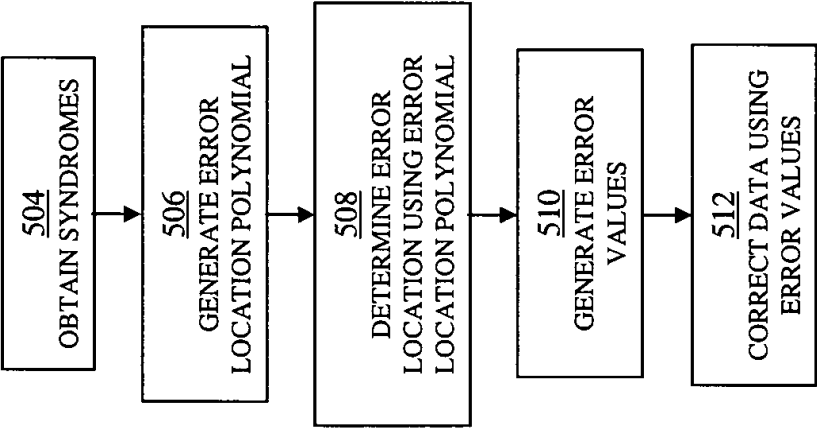 504
OBTAIN SYNDROMES
506
GENERATE ERROR
LOCATION POLYNOMIAL
508
DETERMINE ERROR
LOCATION USING ERROR
LOCATION POLYNOMIAL
510
GENERATE ERROR
VALUES
512
CORRECT DATA USING
ERROR VALUES